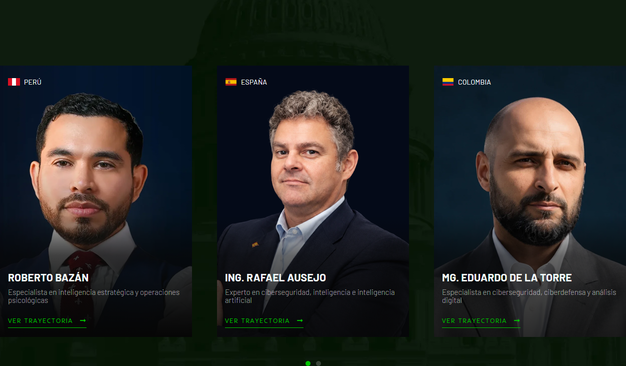 PERÚ
ROBERTO BAZÁN
Especialista en inteligencia estratégica y operaciones
psicológicas
VER TRAYECTORIA →
ESPAÑA
ING. RAFAEL AUSEJO
Experto en ciberseguridad, inteligencia e inteligencia
artificial
VER TRAYECTORIA →
COLOMBIA
MG. EDUARDO DE LA TORRE
Especialista en ciberseguridad, ciberdefensa y análisis
digital
VER TRAYECTORIA →